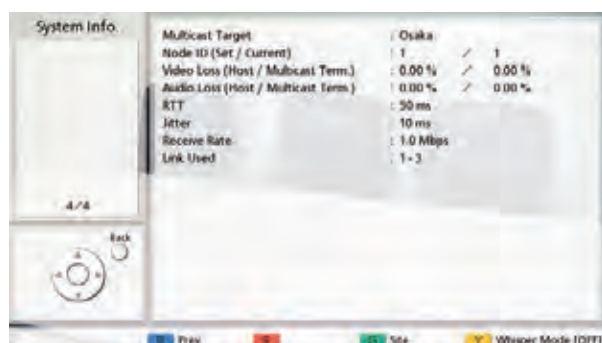 System Info
Multicast Target : Osaka
Node ID (Set / Current) : 1 / 1
Video Loss (Host / Multicast Term.) : 0.00 % / 0.00 %
Audio Loss (Host / Multicast Term.) : 0.00 % / 0.00 %
RTT : 50 ms
Jitter : 10 ms
Receive Rate : 1.0 Mbps
Link Used : 1-3
4/4
Back
B Prev R G Site Y Whisper Mode [OFF]